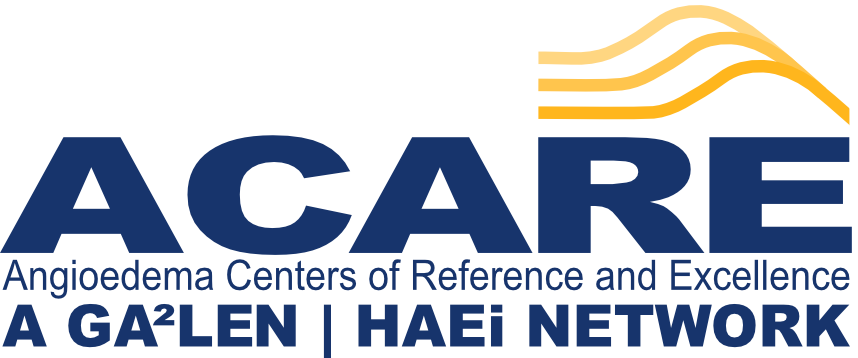 ACARE
Angioedema Centers of Reference and Excellence
A GA²LEN | HAEi NETWORK